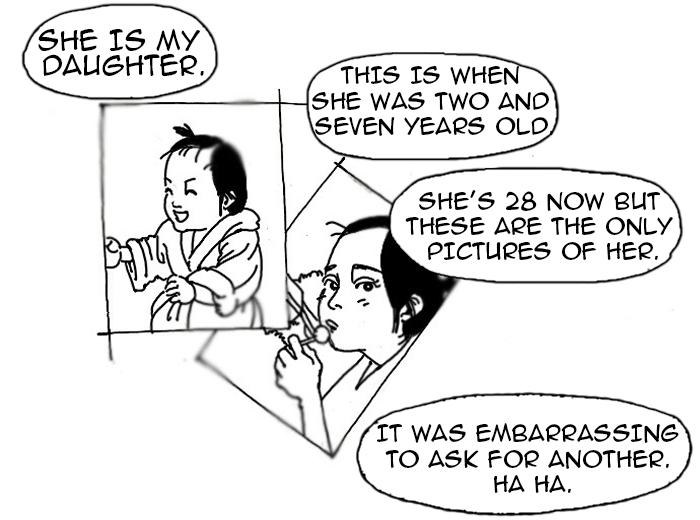 SHE IS MY
DAUGHTER.
THIS IS WHEN
SHE WAS TWO AND
SEVEN YEARS OLD.
SHE'S 28 NOW BUT
THESE ARE THE ONLY
PICTURES OF HER.
IT WAS EMBARRASSING
TO ASK FOR ANOTHER.
HA HA.